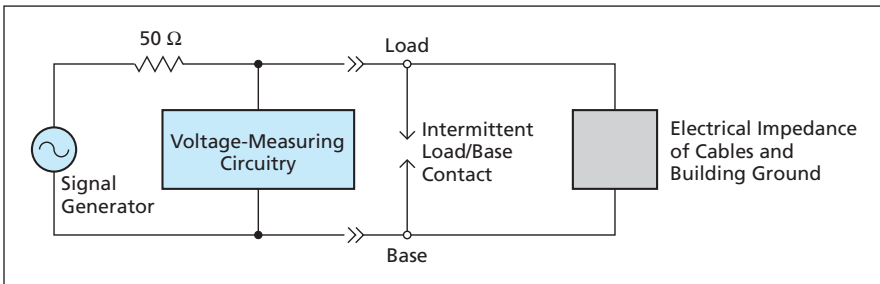 50 Ω
Load
Voltage-Measuring
Circuitry
Intermittent
Load/Base
Contact
Electrical Impedance
of Cables and
Building Ground
Signal
Generator
Base